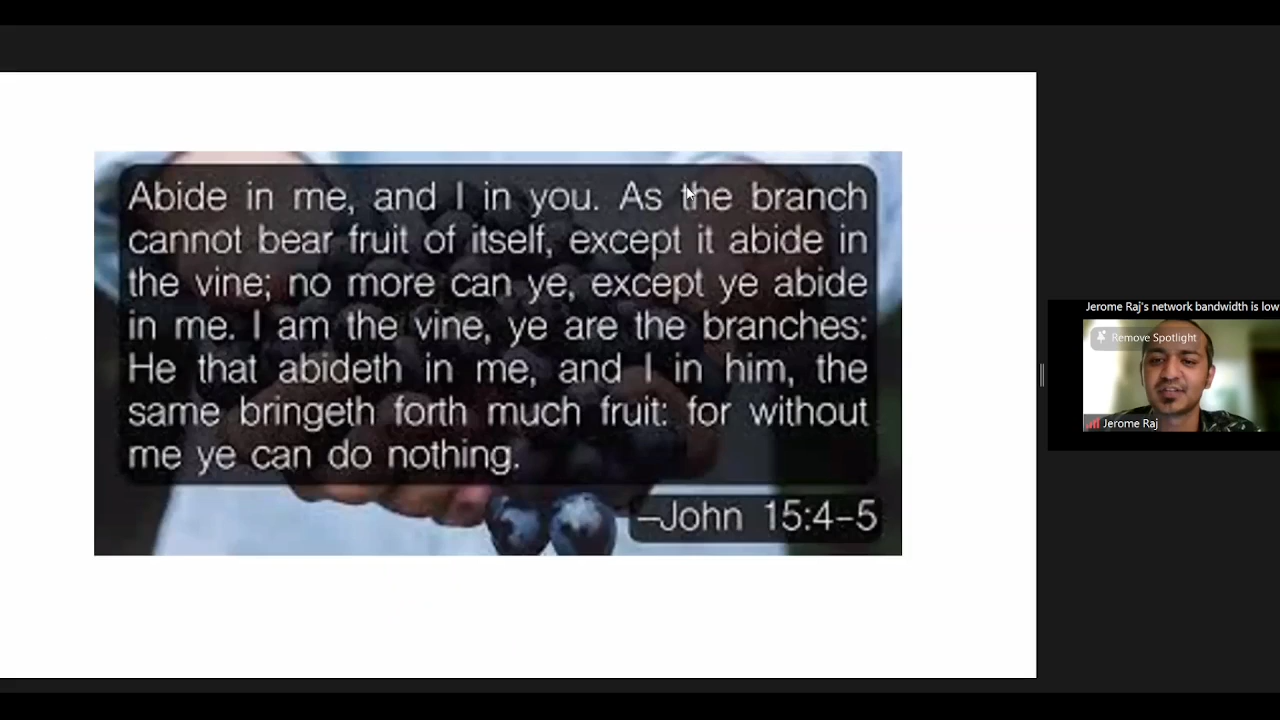 Abide in me, and I in you. As the branch
cannot bear fruit of itself, except it abide in
the vine; no more can ye, except ye abide
in me. I am the vine, ye are the branches:
He that abideth in me, and I in him, the
same bringeth forth much fruit: for without
me ye can do nothing.
–John 15:4–5
Jerome Raj's network bandwidth is low
Remove Spotlight
Jerome Raj